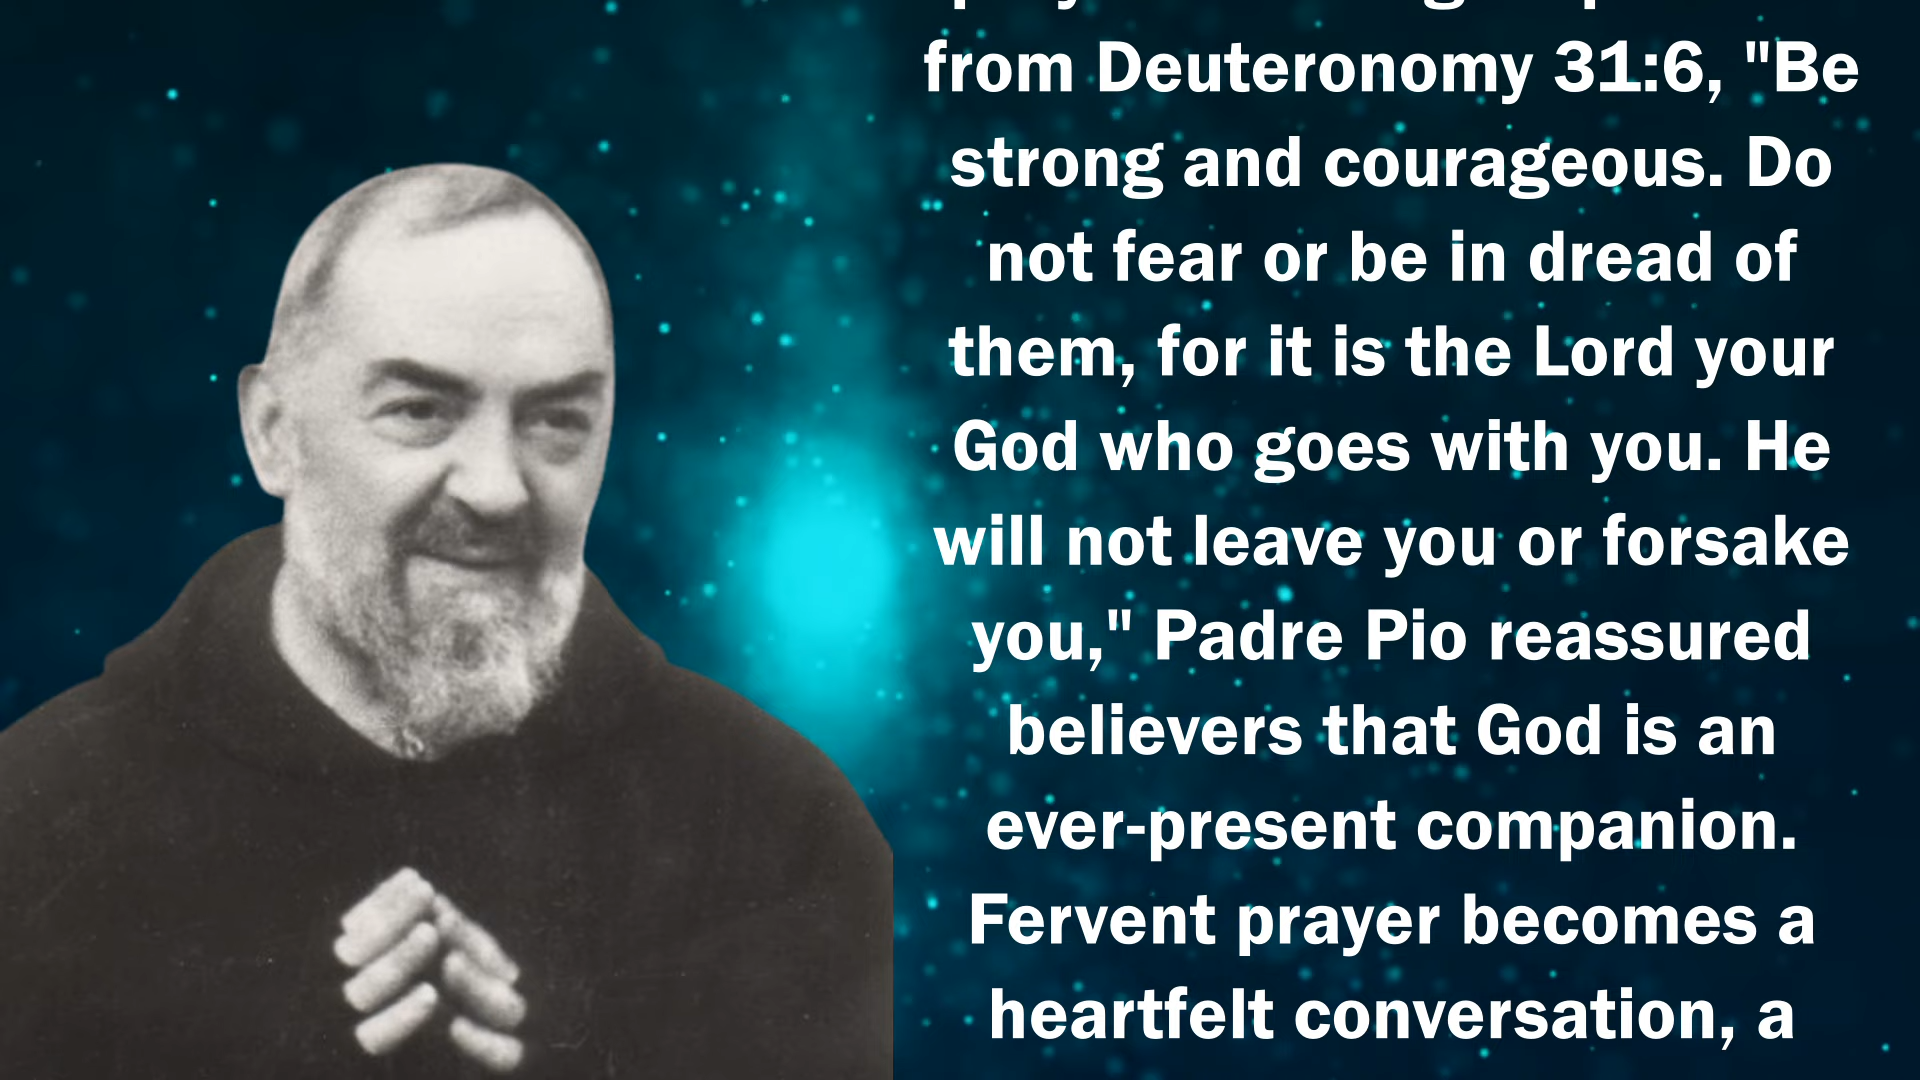 from Deuteronomy 31:6, "Be
strong and courageous. Do
not fear or be in dread of
them, for it is the Lord your
God who goes with you. He
will not leave you or forsake
you," Padre Pio reassured
believers that God is an
ever-present companion.
Fervent prayer becomes a
heartfelt conversation, a